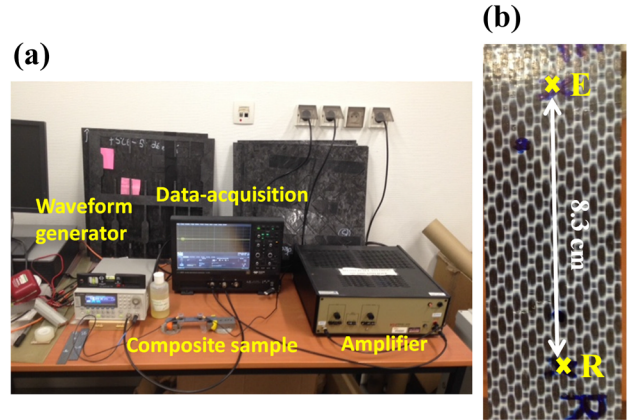 (a)
(b)
Waveform
generator
Data-acquisition
Composite sample
Amplifier
E
8.3 cm
R
R